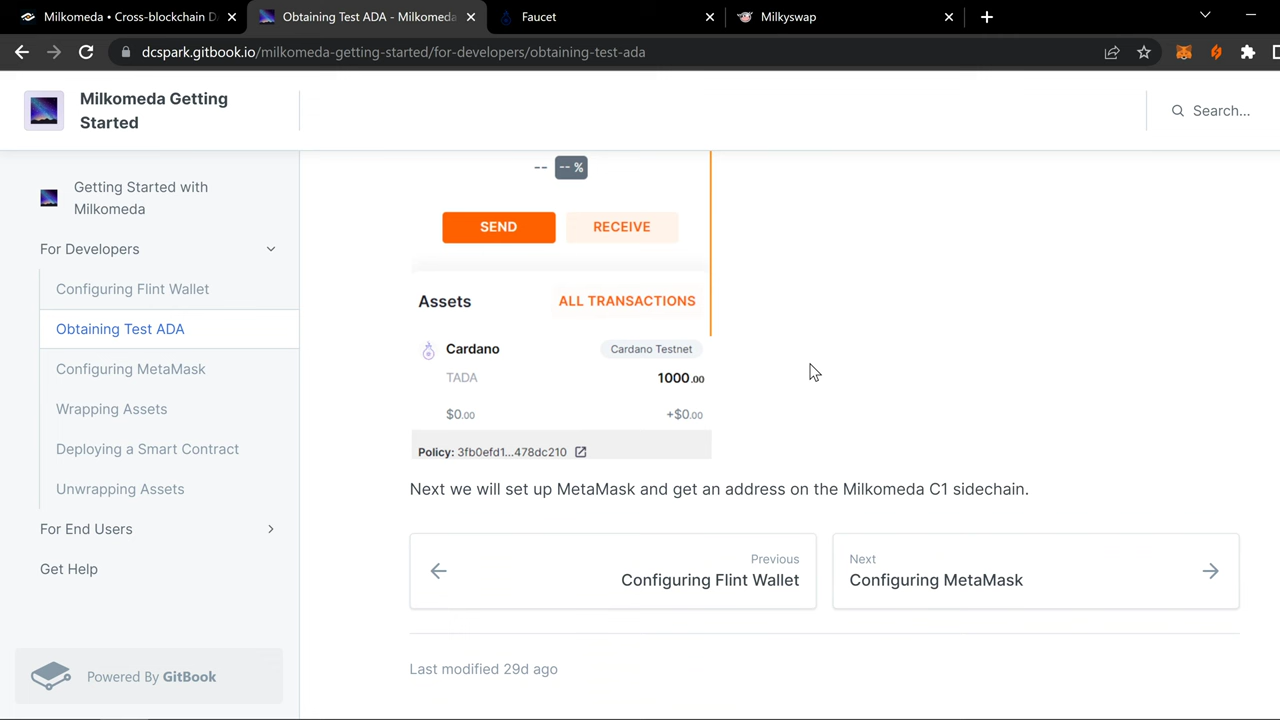 Milkomeda • Cross-blockchain D
Obtaining Test ADA - Milkomeda
Faucet
Milkyswap
dcspark.gitbook.io/milkomeda-getting-started/for-developers/obtaining-test-ada
Milkomeda Getting
Started
Search...
Getting Started with
Milkomeda
For Developers
Configuring Flint Wallet
Obtaining Test ADA
Configuring MetaMask
Wrapping Assets
Deploying a Smart Contract
Unwrapping Assets
For End Users
Get Help
Powered By GitBook
-- -- %
SEND RECEIVE
Assets ALL TRANSACTIONS
Cardano Cardano Testnet
TADA 1000.00
$0.00 +$0.00
Policy: 3fb0efd1...478dc210
Next we will set up MetaMask and get an address on the Milkomeda C1 sidechain.
Previous
Configuring Flint Wallet
Next
Configuring MetaMask
Last modified 29d ago